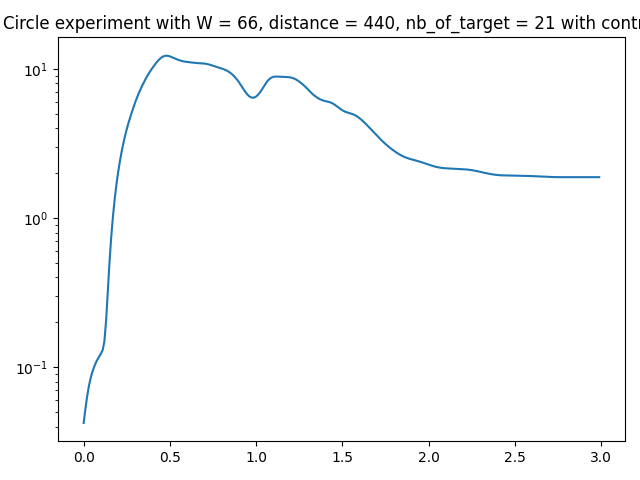 Circle experiment with W = 66, distance = 440, nb_of_target = 21 with
10¹
10⁰
10⁻¹
0.0 0.5 1.0 1.5 2.0 2.5 3.0